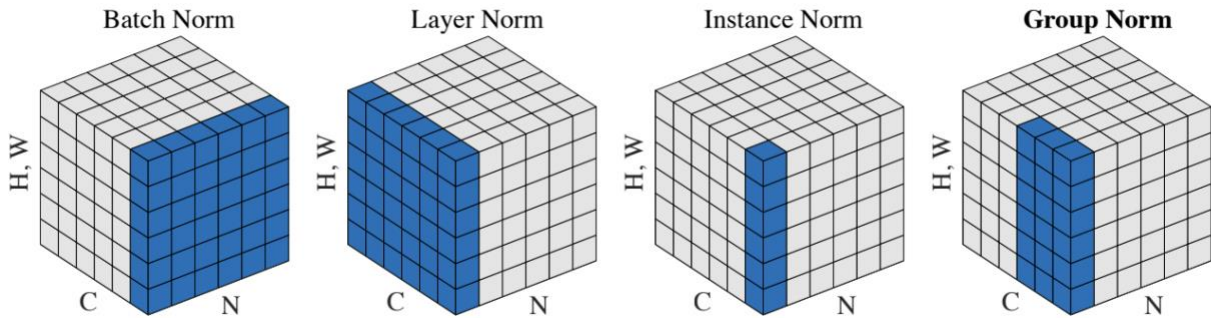 Batch Norm
Layer Norm
Instance Norm
Group Norm
H, W
C
N
H, W
C
N
H, W
C
N
H, W
C
N